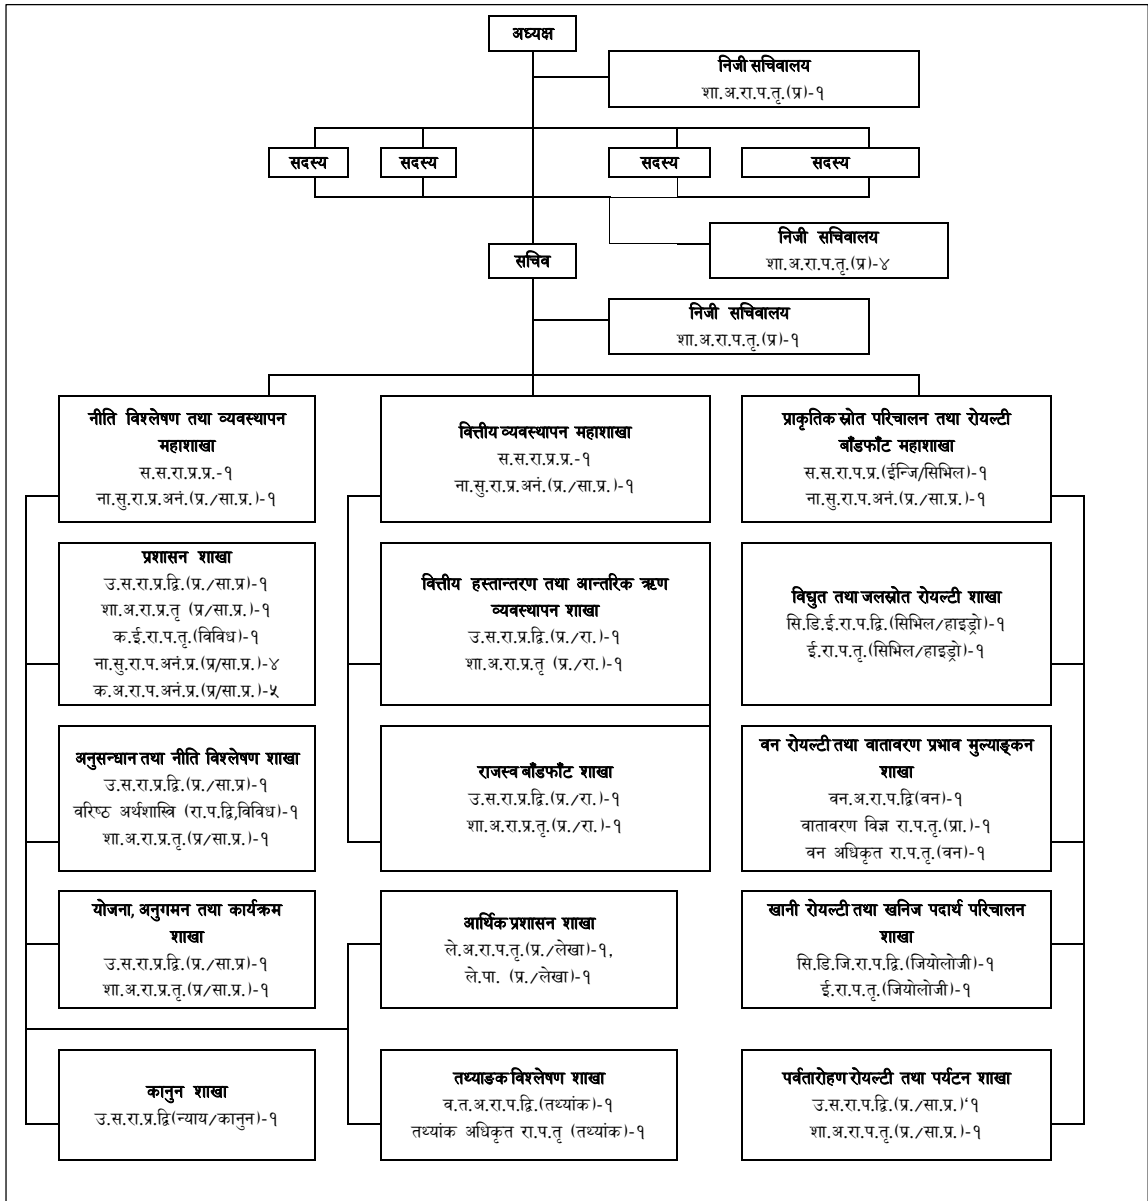 अध्यक्ष
निजी सचिवालय
शा.अ.रा.प.तृ.(प्र)-१
सदस्य
सदस्य
सदस्य
सदस्य
निजी सचिवालय
शा.अ.रा.प.तृ.(प्र)-४
सचिव
निजी सचिवालय
शा.अ.रा.प.तृ.(प्र)-१
नीति विश्लेषण तथा व्यवस्थापन
महाशाखा
स.स.रा.प्र.प्र.-१
ना.सु.रा.प्र.अनं.(प्र./सा.प्र.)-१
वित्तीय व्यवस्थापन महाशाखा
स.स.रा.प्र.प्र.-१
ना.सु.रा.प्र.अनं.(प्र./सा.प्र.)-१
प्राकृतिक स्रोत परिचालन तथा रोयल्टी
बाँडफाँट महाशाखा
स.स.रा.प.प्र.(ईन्जि/सिभिल)-१
ना.सु.रा.प.अनं.(प्र./सा.प्र.)-१
प्रशासन शाखा
उ.स.रा.प्र.द्वि.(प्र./सा.प्र)-१
शा.अ.रा.प्र.तृ (प्र/सा.प्र.)-१
क.ई.रा.प.तृ.(विविध)-१
ना.सु.रा.प.अनं.प्र.(प्र/सा.प्र.)-४
क.अ.रा.प.अनं.प्र.(प्र/सा.प्र.)-५
वित्तीय हस्तान्तरण तथा आन्तरिक ऋण
व्यवस्थापन शाखा
उ.स.रा.प्र.द्वि.(प्र./रा.)-१
शा.अ.रा.प्र.तृ (प्र./रा.)-१
विद्युत तथा जलस्रोत रोयल्टी शाखा
सि.डि.ई.रा.प.द्वि.(सिभिल/हाइड्रो)-१
ई.रा.प.तृ.(सिभिल/हाइड्रो)-१
अनुसन्धान तथा नीति विश्लेषण शाखा
उ.स.रा.प्र.द्वि.(प्र./सा.प्र)-१
वरिष्ठ अर्थशास्त्रि (रा.प.द्वि,विविध)-१
शा.अ.रा.प्र.तृ.(प्र/सा.प्र.)-१
राजस्व बाँडफाँट शाखा
उ.स.रा.प्र.द्वि.(प्र./रा.)-१
शा.अ.रा.प्र.तृ.(प्र./रा.)-१
वन रोयल्टी तथा वातावरण प्रभाव मुल्याङ्कन
शाखा
वन.अ.रा.प.द्वि(वन)-१
वातावरण विज्ञ रा.प.तृ.(प्रा.)-१
वन अधिकृत रा.प.तृ.(वन)-१
योजना, अनुगमन तथा कार्यक्रम
शाखा
उ.स.रा.प्र.द्वि.(प्र./सा.प्र)-१
शा.अ.रा.प्र.तृ.(प्र/सा.प्र.)-१
आर्थिक प्रशासन शाखा
ले.अ.रा.प.तृ.(प्र./लेखा)-१,
ले.पा. (प्र./लेखा)-१
खानी रोयल्टी तथा खनिज पदार्थ परिचालन
शाखा
सि.डि.जि.रा.प.द्वि.(जियोलोजी)-१
ई.रा.प.तृ.(जियोलोजी)-१
कानुन शाखा
उ.स.रा.प्र.द्वि(न्याय/कानुन)-१
तथ्याङक विश्लेषण शाखा
व.त.अ.रा.प.द्वि.(तथ्यांक)-१
तथ्यांक अधिकृत रा.प.तृ (तथ्यांक)-१
पर्वतारोहण रोयल्टी तथा पर्यटन शाखा
उ.स.रा.प.द्वि.(प्र./सा.प्र.)‘१
शा.अ.रा.प.तृ.(प्र./सा.प्र.)-१